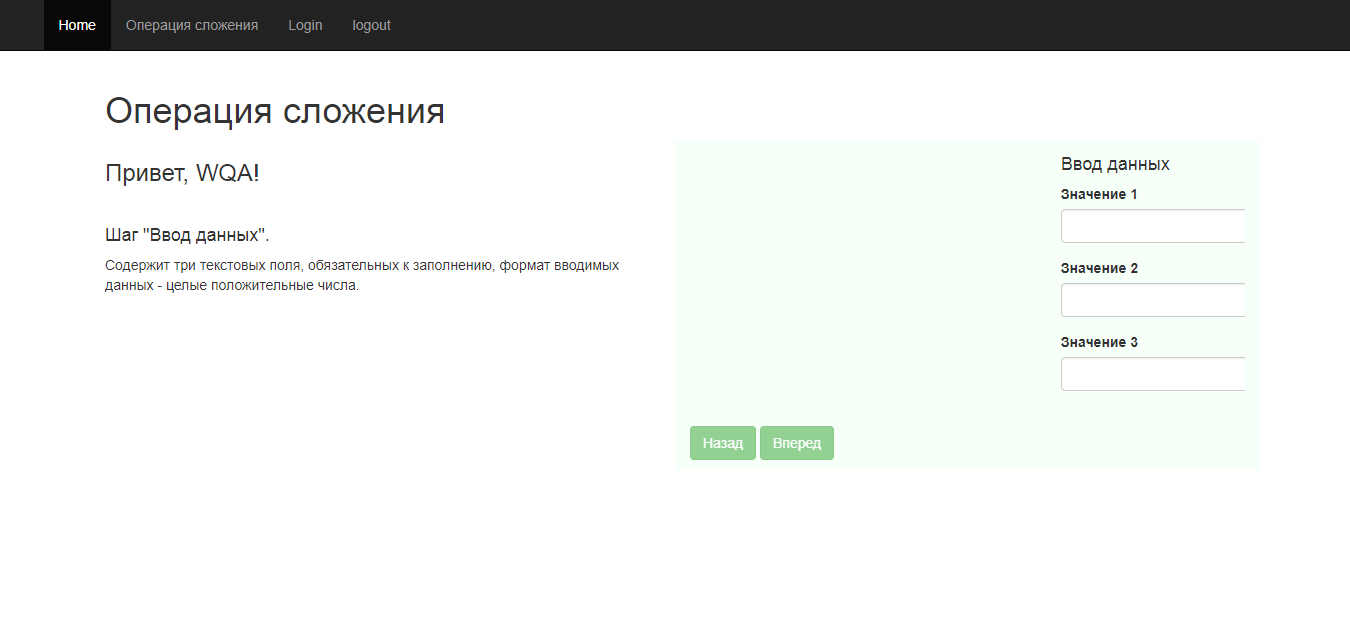 Home Операция сложения Login logout
Операция сложения
Привет, WQA!
Шаг "Ввод данных".
Содержит три текстовых поля, обязательных к заполнению, формат вводимых
данных - целые положительные числа.
Ввод данных
Значение 1
Значение 2
Значение 3
Назад Вперед